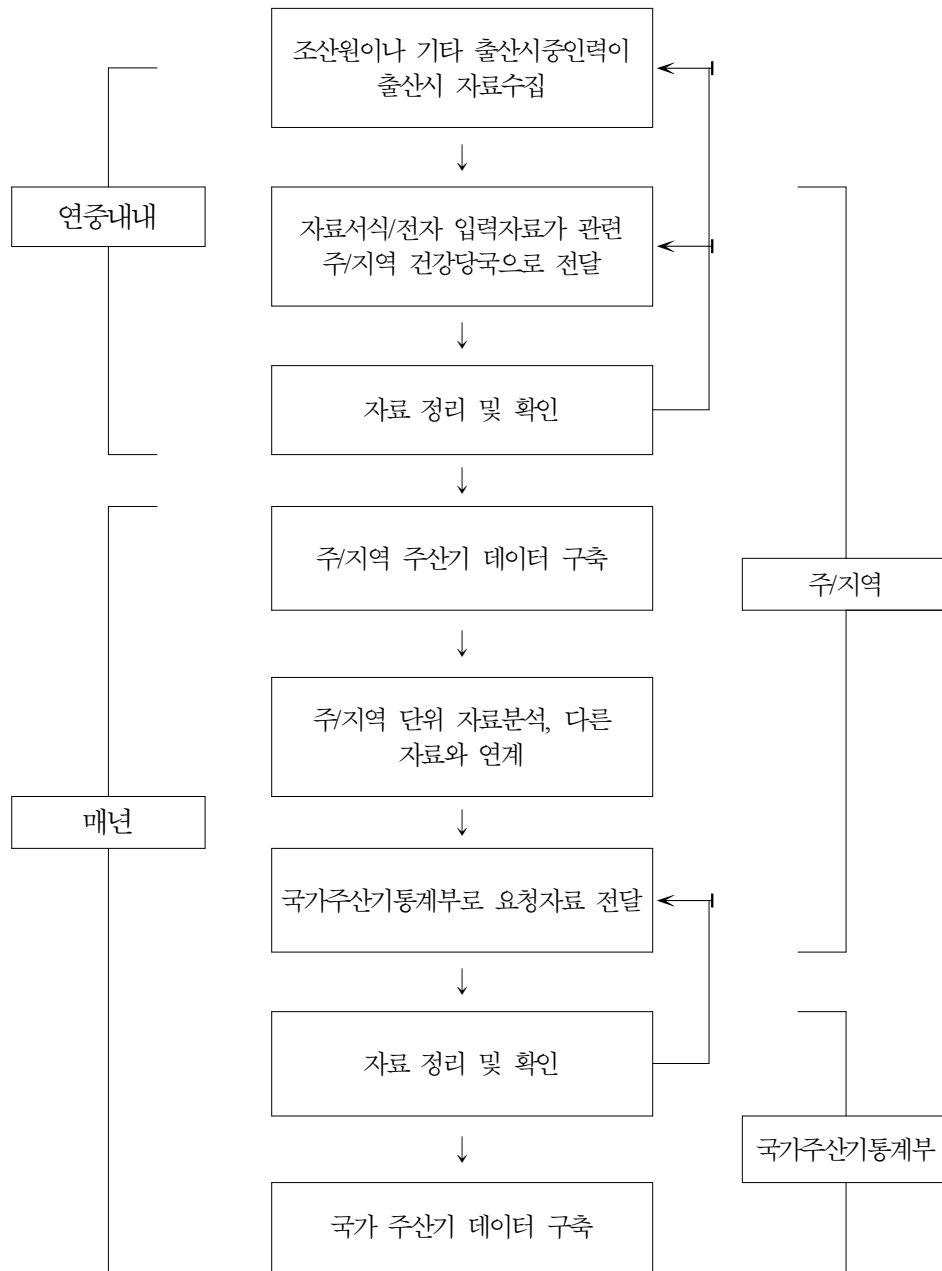 조산원이나 기타 출산시중인력이
출산시 자료수집
연중내내
자료서식/전자 입력자료가 관련
주/지역 건강당국으로 전달
자료 정리 및 확인
주/지역 주산기 데이터 구축
주/지역
주/지역 단위 자료분석, 다른
자료와 연계
매년
국가주산기통계부로 요청자료 전달
자료 정리 및 확인
국가주산기통계부
국가 주산기 데이터 구축